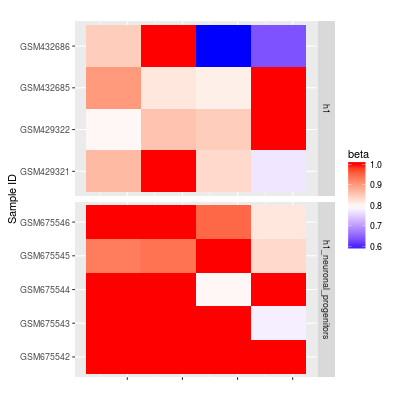 GSM432686
GSM432685
GSM429322
GSM429321
h1
GSM675546
GSM675545
GSM675544
GSM675543
GSM675542
h1_neuronal_progenitors
Sample ID
beta
1.0
0.9
0.8
0.7
0.6